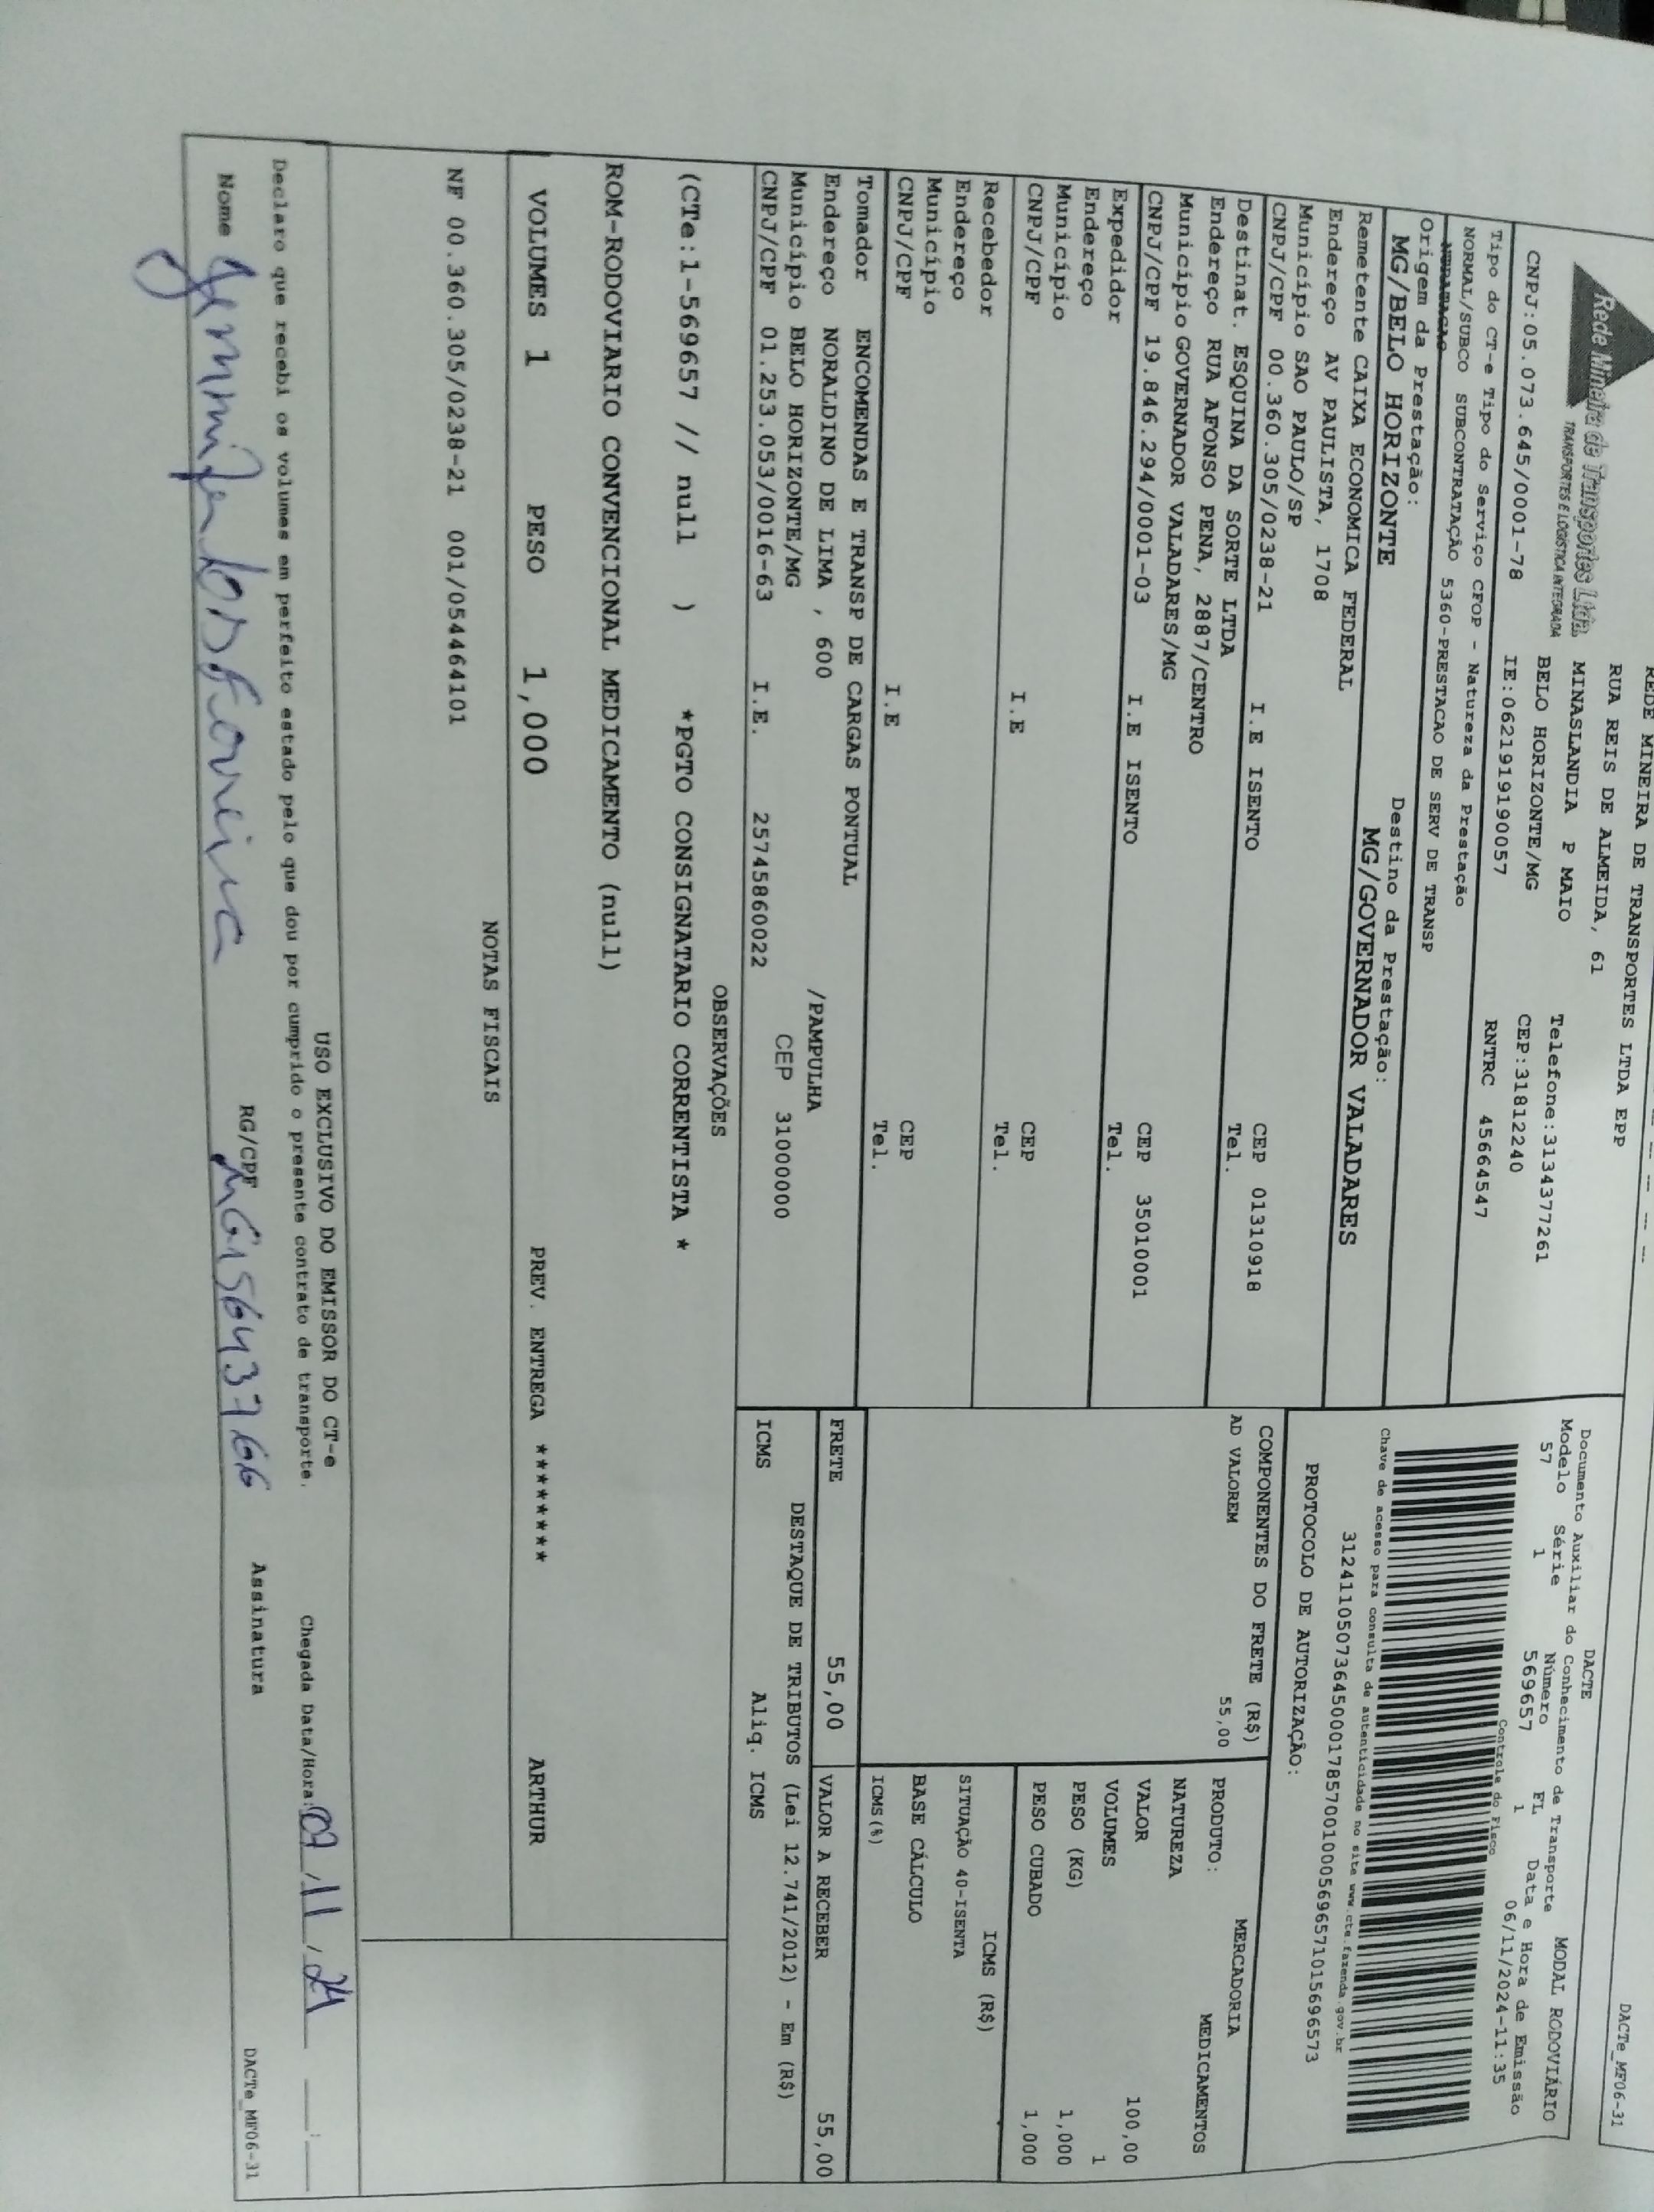 DACTe_MF06-31
REDE MINEIRA DE TRANSPORTES LTDA EPP
RUA REIS DE ALMEIDA, 61
MINASLANDIA P MAIO
BELO HORIZONTE/MG
IE:0621919190057
Telefone:3134377261
CEP:31812240
RNTRC 45664547
Rede Mineira de Transportes Ltda.
TRANSPORTES E LOGÍSTICA INTEGRADA
CNPJ:05.073.645/0001-78
Tipo do CT-e Tipo do Serviço CFOP - Natureza da Prestação
NORMAL/SUBCO SUBCONTRATAÇÃO 5360-PRESTACAO DE SERV DE TRANSP
Origem da Prestação:
MG/BELO HORIZONTE
Destino da Prestação:
MG/GOVERNADOR VALADARES
DACTE
Documento Auxiliar do Conhecimento de Transporte MODAL RODOVIÁRIO
Modelo Série Número FL Data e Hora de Emissão
57 1 569657 1 06/11/2024-11:35
Controle do Fisco
Chave de acesso para consulta de autenticidade no site www.cte.fazenda.gov.br
31241105073645000178570010005696571015696573
PROTOCOLO DE AUTORIZAÇÃO:
Remetente CAIXA ECONOMICA FEDERAL
Endereço AV PAULISTA, 1708
Município SAO PAULO/SP CEP 01310918
CNPJ/CPF 00.360.305/0238-21 I.E ISENTO Tel.
Destinat. ESQUINA DA SORTE LTDA
Endereço RUA AFONSO PENA, 2887/CENTRO
Município GOVERNADOR VALADARES/MG CEP 35010001
CNPJ/CPF 19.846.294/0001-03 I.E ISENTO Tel.
Expedidor
Endereço
Município CEP
CNPJ/CPF I.E Tel.
Recebedor
Endereço
Município CEP
CNPJ/CPF I.E Tel.
Tomador ENCOMENDAS E TRANSP DE CARGAS PONTUAL
Endereço NORALDINO DE LIMA , 600 /PAMPULHA
Município BELO HORIZONTE/MG CEP 31000000
CNPJ/CPF 01.253.053/0016-63 I.E. 25745860022
COMPONENTES DO FRETE (R$)
AD VALOREM 55,00
PRODUTO: MERCADORIA
NATUREZA MEDICAMENTOS
VALOR 100,00
VOLUMES 1
PESO (KG) 1,000
PESO CUBADO 1,000
ICMS (R$)
SITUAÇÃO 40-ISENTA
BASE CÁLCULO
ICMS(%)
FRETE 55,00 VALOR A RECEBER 55,00
DESTAQUE DE TRIBUTOS (Lei 12.741/2012) - Em (R$)
ICMS Aliq. ICMS
OBSERVAÇÕES
(CTe:1-569657 // null ) *PGTO CONSIGNATARIO CORRENTISTA *
ROM-RODOVIARIO CONVENCIONAL MEDICAMENTO (null)
VOLUMES 1 PESO 1,000 PREV. ENTREGA ******** ARTHUR
NOTAS FISCAIS
NF 00.360.305/0238-21 001/054464101
USO EXCLUSIVO DO EMISSOR DO CT-e
Declaro que recebi os volumes em perfeito estado pelo que dou por cumprido o presente contrato de transporte. Chegada Data/Hora: 07/11/24
Nome RG/CPF MG15643766 Assinatura
DACTe_MF06-31